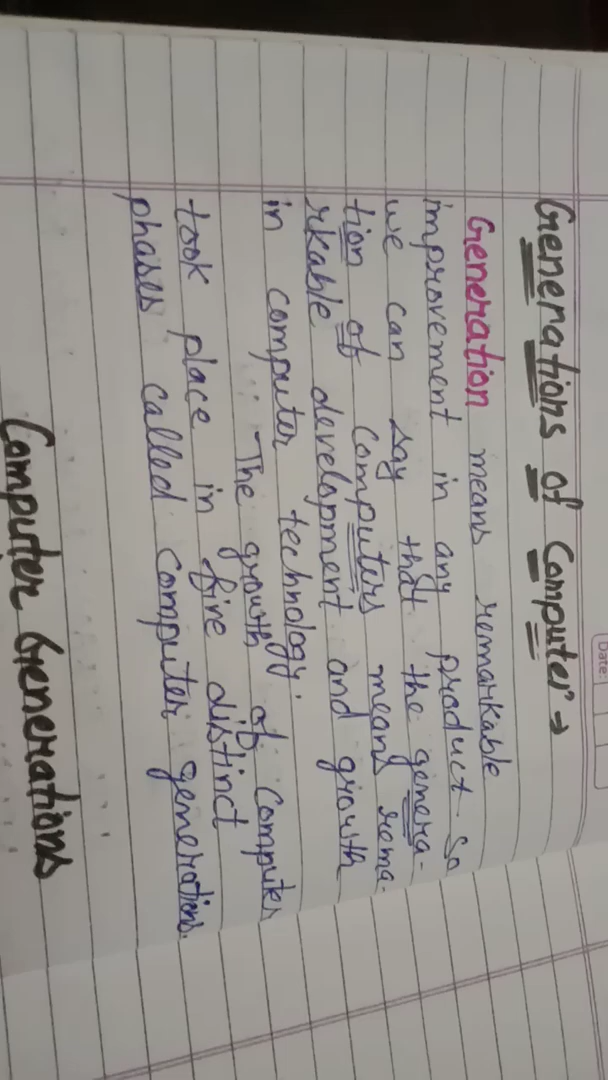 Date:
Generations of Computer →
Generation means remarkable
improvement in any product. So
we can say that the genera-
tion of Computers means rema-
rkable development and growth
in computer technology.
The growth of Computer
took place in five distinct
phases called computer generations.
Computer Generations